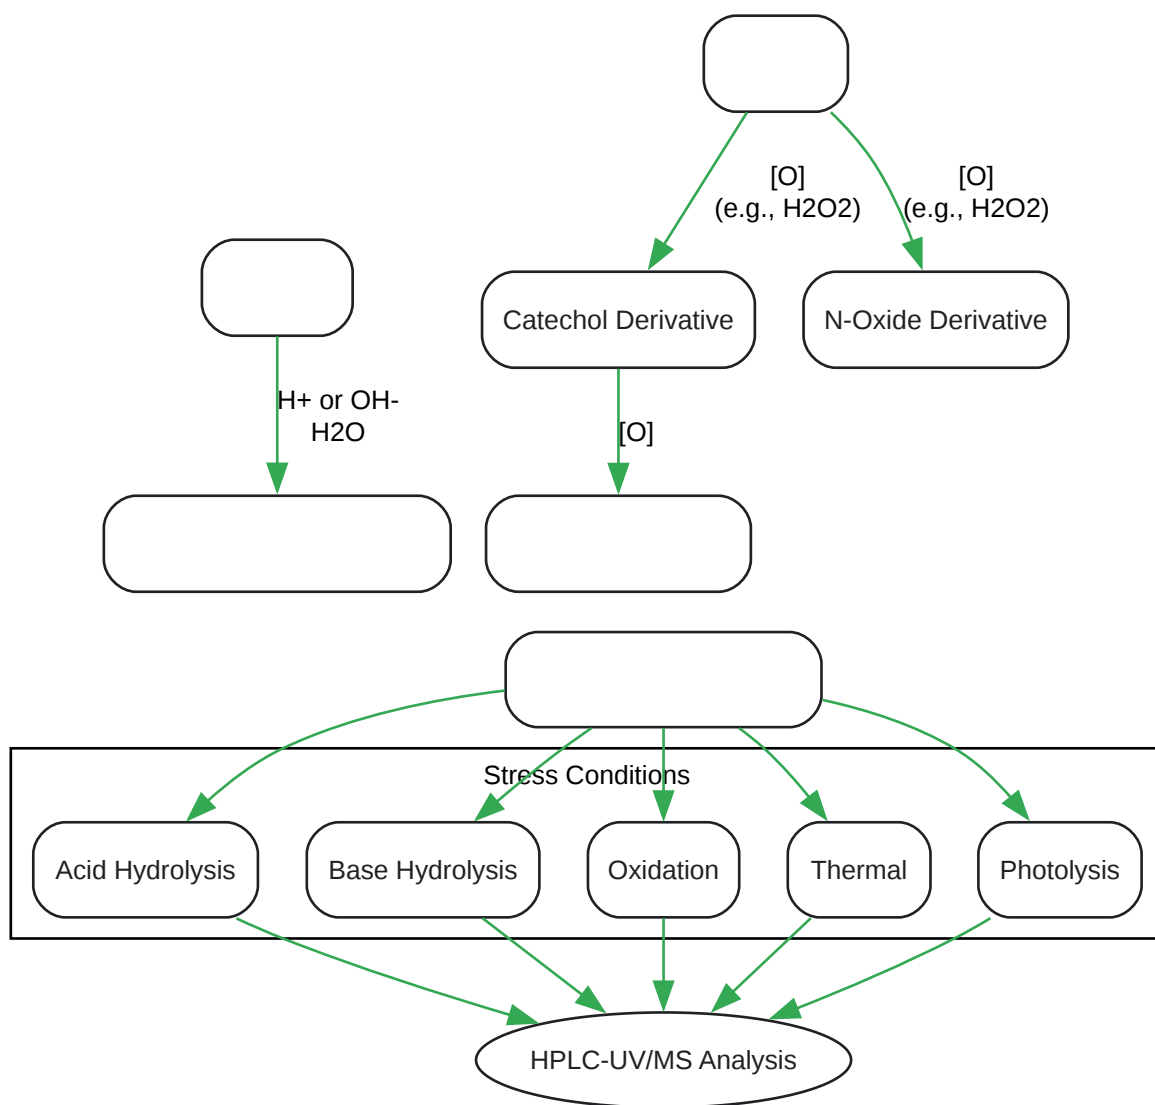 [O]
(e.g., H2O2)
[O]
(e.g., H2O2)
Catechol Derivative
N-Oxide Derivative
H+ or OH-
H2O
[O]
Stress Conditions
Acid Hydrolysis
Base Hydrolysis
Oxidation
Thermal
Photolysis
HPLC-UV/MS Analysis